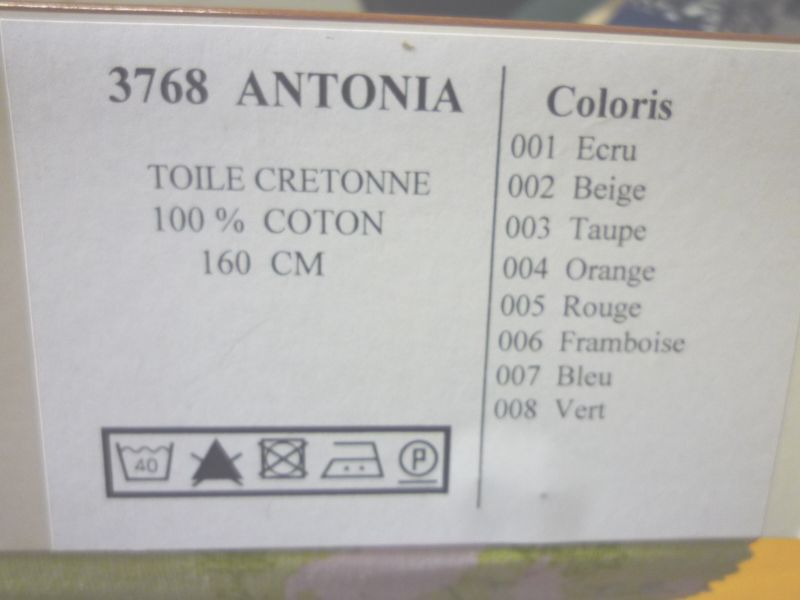 3768 ANTONIA
TOILE CRETONNE
100 % COTON
160 CM
40
P
Coloris
001 Ecru
002 Beige
003 Taupe
004 Orange
005 Rouge
006 Framboise
007 Bleu
008 Vert